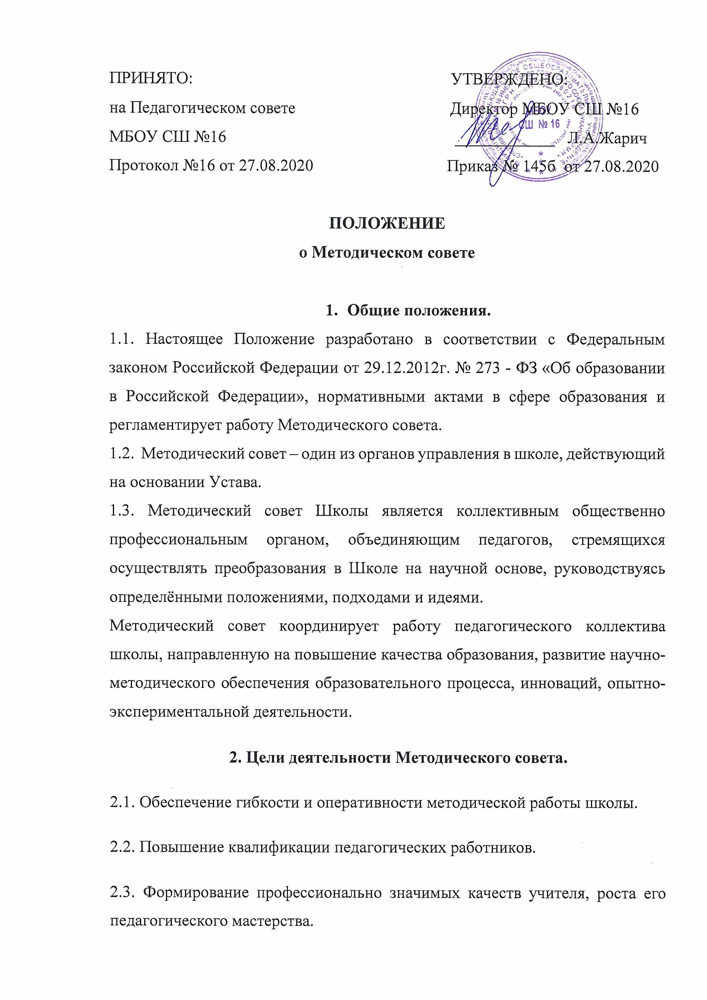 ПРИНЯТО:
на Педагогическом совете
МБОУ СШ №16
Протокол №16 от 27.08.2020
УТВЕРЖДЕНО:
Директор МБОУ СШ №16
Л.А.Жарич
Приказ № 145б от 27.08.2020
МБОУ
СШ № 16
ПОЛОЖЕНИЕ
о Методическом совете
1. Общие положения.
1.1. Настоящее Положение разработано в соответствии с Федеральным
законом Российской Федерации от 29.12.2012г. № 273 - ФЗ «Об образовании
в Российской Федерации», нормативными актами в сфере образования и
регламентирует работу Методического совета.
1.2. Методический совет – один из органов управления в школе, действующий
на основании Устава.
1.3. Методический совет Школы является коллективным общественно
профессиональным органом, объединяющим педагогов, стремящихся
осуществлять преобразования в Школе на научной основе, руководствуясь
определёнными положениями, подходами и идеями.
Методический совет координирует работу педагогического коллектива
школы, направленную на повышение качества образования, развитие научно-
методического обеспечения образовательного процесса, инноваций, опытно-
экспериментальной деятельности.
2. Цели деятельности Методического совета.
2.1. Обеспечение гибкости и оперативности методической работы школы.
2.2. Повышение квалификации педагогических работников.
2.3. Формирование профессионально значимых качеств учителя, роста его
педагогического мастерства.